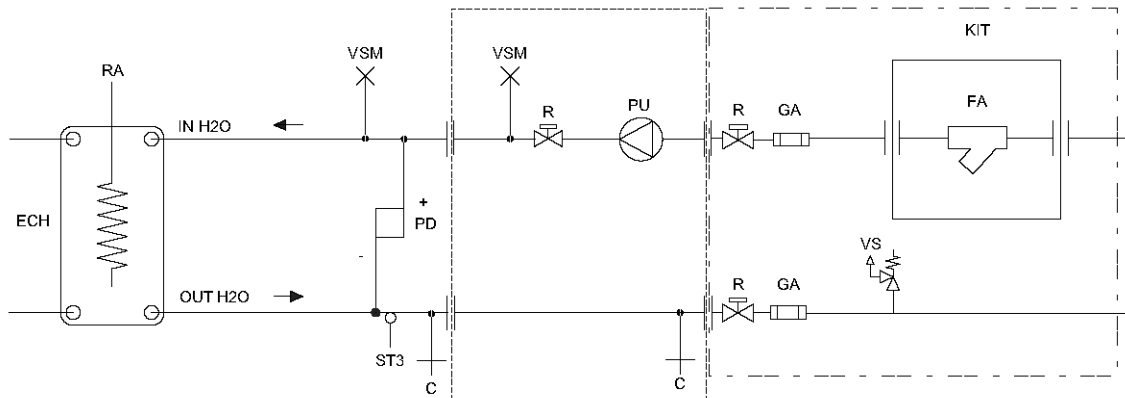 KIT
VSM
VSM
RA
R
PU
R
GA
FA
IN H2O
+
PD
ECH
-
VS
OUT H2O
R
GA
ST3
C
C